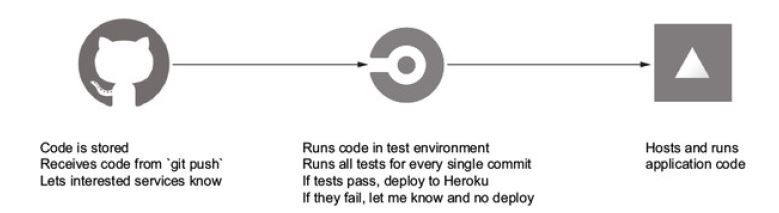 Code is stored
Receives code from `git push`
Lets interested services know
Runs code in test environment
Runs all tests for every single commit
If tests pass, deploy to Heroku
If they fail, let me know and no deploy
Hosts and runs
application code